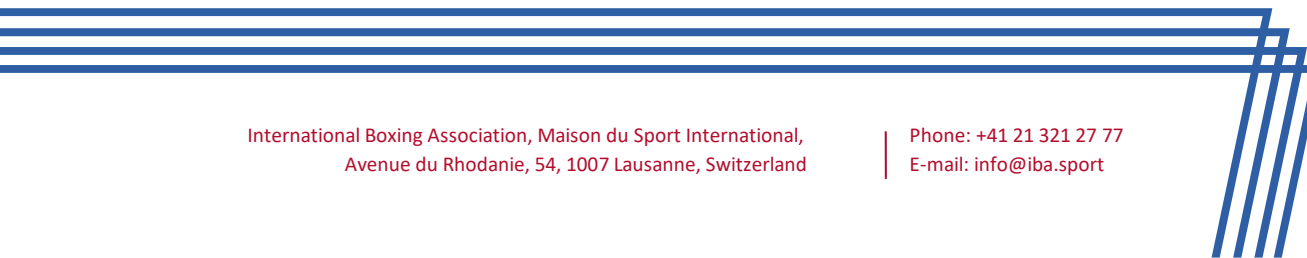 International Boxing Association, Maison du Sport International,
Avenue du Rhodanie, 54, 1007 Lausanne, Switzerland
Phone: +41 21 321 27 77
E-mail: info@iba.sport